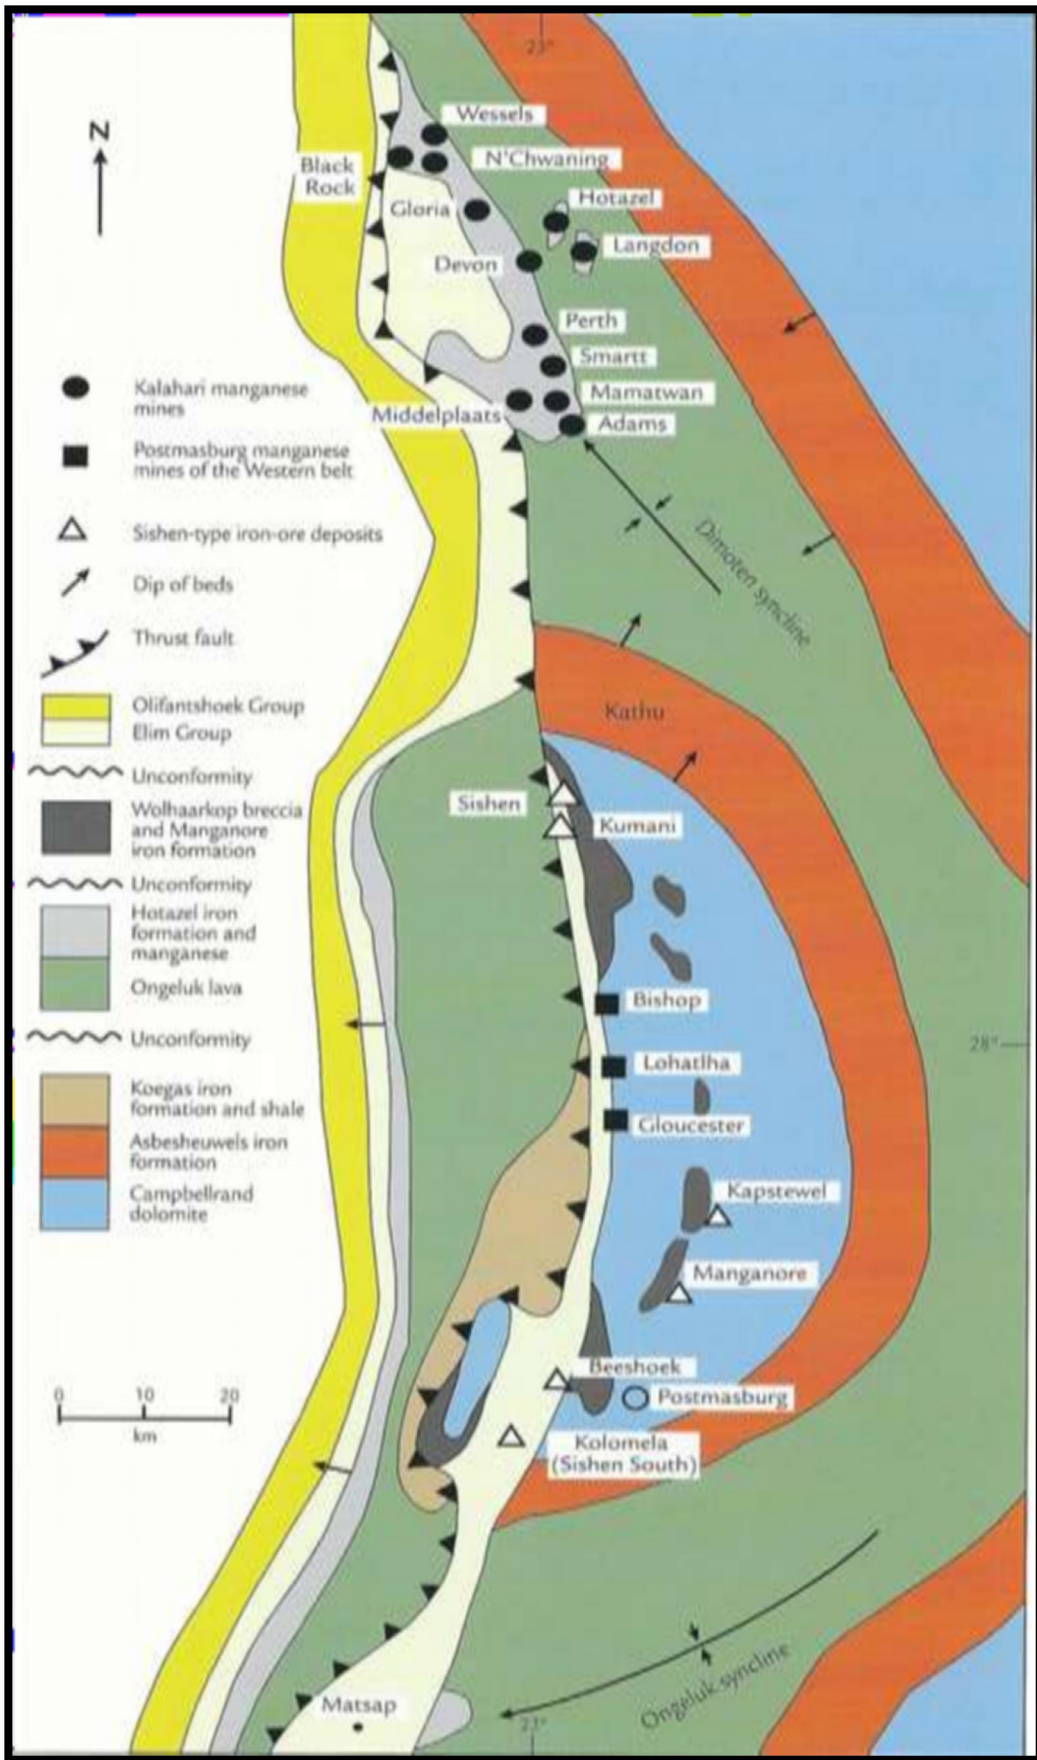 23°
N
Wessels
N'Chwaning
Black
Rock
Hotazel
Gloria
Langdon
Devon
Perth
Smartt
Mamatwan
Middelplaats
Adams
Dimoten syncline
Kathu
Sishen
Kumani
Bishop
28°
Lohatlha
Gloucester
Kapstewel
Manganore
Beeshoek
Postmasburg
Kolomela
(Sishen South)
Ongeluk syncline
Matsap
23°
Kalahari manganese
mines
Postmasburg manganese
mines of the Western belt
Sishen-type iron-ore deposits
Dip of beds
Thrust fault
Olifantshoek Group
Elim Group
Unconformity
Wolhaarkop breccia
and Manganore
iron formation
Unconformity
Hotazel iron
formation and
manganese
Ongeluk lava
Unconformity
Koegas iron
formation and shale
Asbesheuwels iron
formation
Campbellrand
dolomite
0 10 20
km